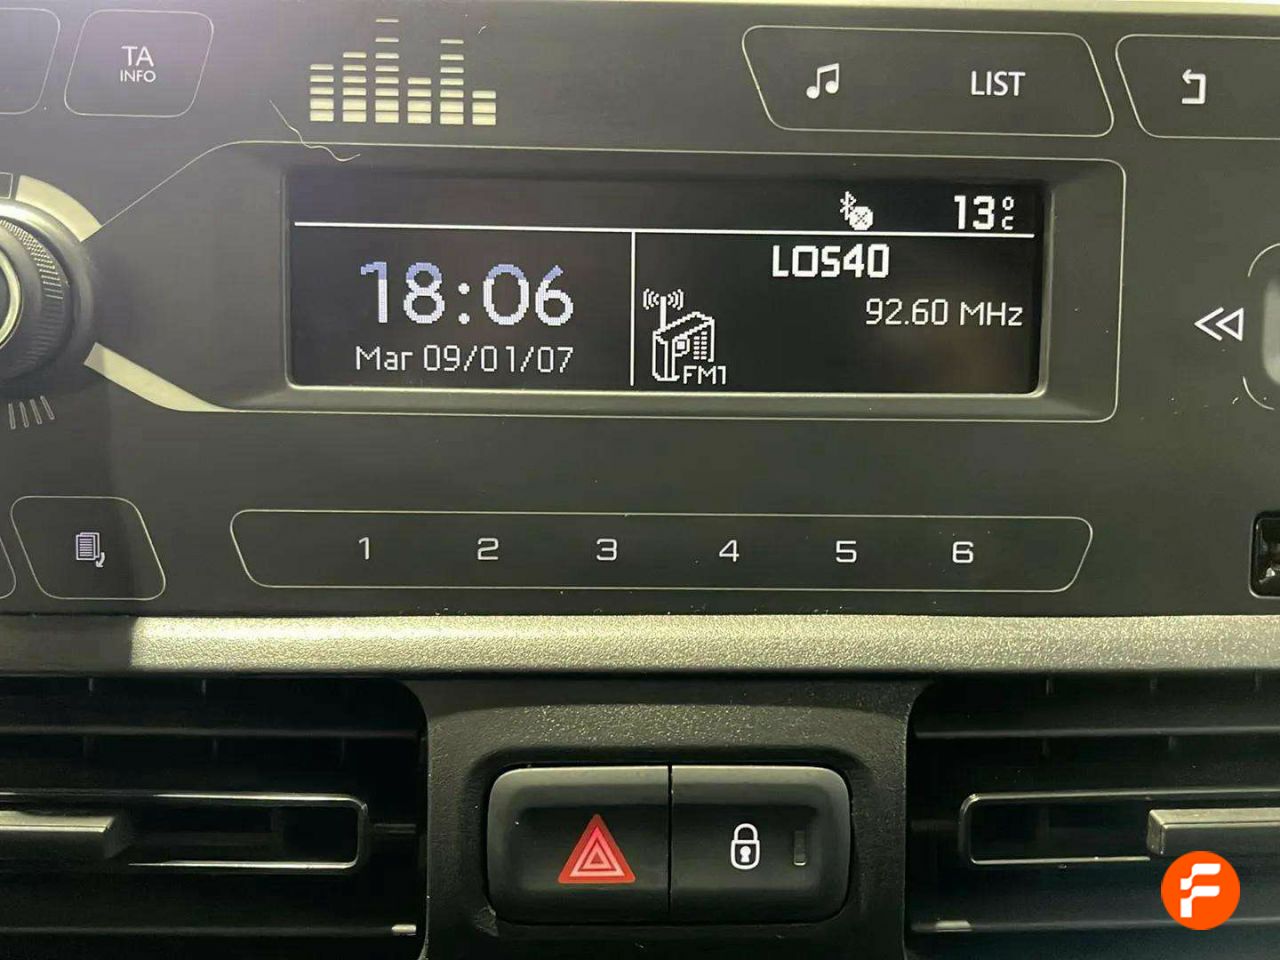 TA
INFO
LIST
13°C
18:06
Mar 09/01/07
LOS40
92.60 MHz
FM1
1 2 3 4 5 6